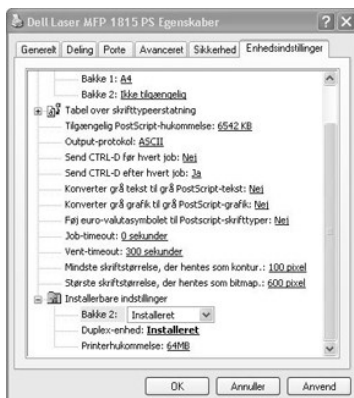 Dell Laser MFP 1815 PS Egenskaber
Generelt Deling Porte Avanceret Sikkerhed Enhedsindstillinger
Bakke 1: A4
Bakke 2: Ikke tilgængelig
Tabel over skrifttypeerstatning
Tilgængelig PostScript-hukommelse: 6542 KB
Output-protokol: ASCII
Send CTRL-D før hvert job: Nej
Send CTRL-D efter hvert job: Ja
Konverter grå tekst til grå PostScript-tekst: Nej
Konverter grå grafik til grå PostScript-grafik: Nej
Føj euro-valutasymbolet til Postscript-skrifttyper: Nej
Job-timeout: 0 sekunder
Vent-timeout: 300 sekunder
Mindste skriftstørrelse, der hentes som kontur.: 100 pixel
Største skriftstørrelse, der hentes som bitmap.: 600 pixel
Installerbare indstillinger
Bakke 2: Installeret
Duplex-enhed: Installeret
Printerhukommelse: 64MB
OK Annuller Anvend